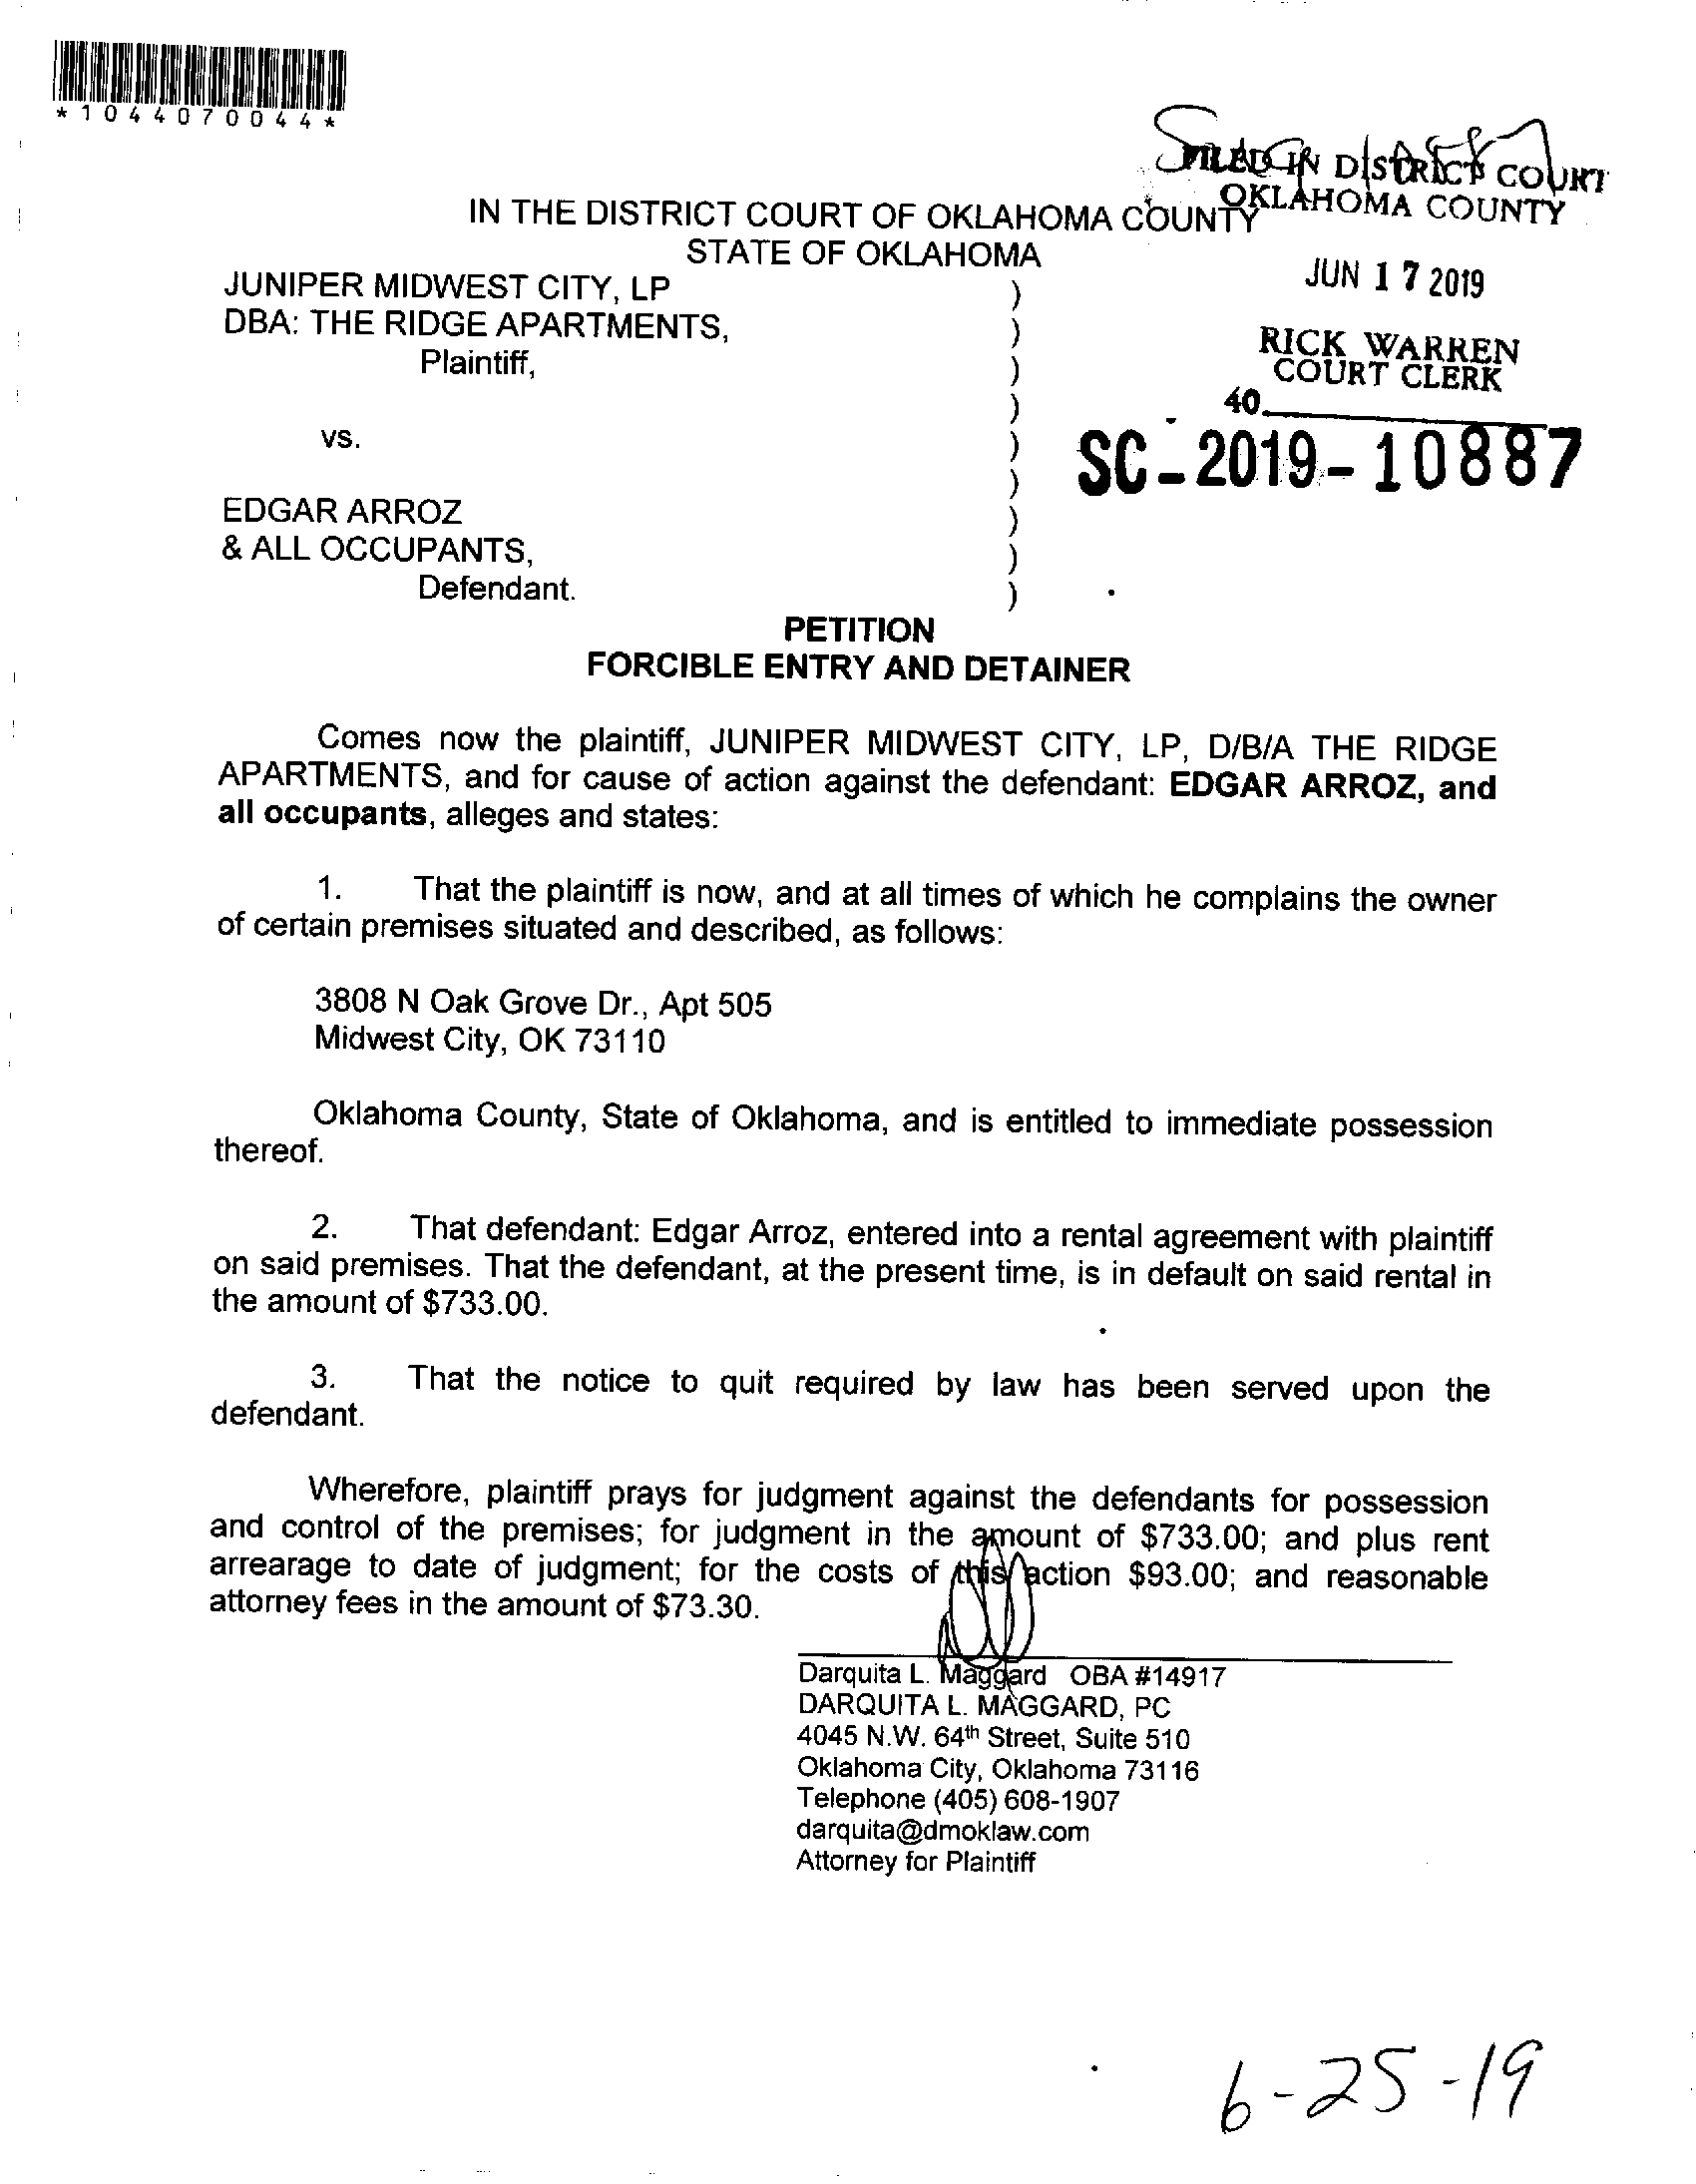 *1044070044*
FILED IN DISTRICT COURT
OKLAHOMA COUNTY
IN THE DISTRICT COURT OF OKLAHOMA COUNTY
STATE OF OKLAHOMA
JUN 17 2019
JUNIPER MIDWEST CITY, LP )
DBA: THE RIDGE APARTMENTS, )
RICK WARREN
COURT CLERK
Plaintiff, )
)
40
vs. )
SC-2019-10887
)
EDGAR ARROZ )
& ALL OCCUPANTS, )
Defendant. )
PETITION
FORCIBLE ENTRY AND DETAINER
Comes now the plaintiff, JUNIPER MIDWEST CITY, LP, D/B/A THE RIDGE
APARTMENTS, and for cause of action against the defendant: EDGAR ARROZ, and
all occupants, alleges and states:
1. That the plaintiff is now, and at all times of which he complains the owner
of certain premises situated and described, as follows:
3808 N Oak Grove Dr., Apt 505
Midwest City, OK 73110
Oklahoma County, State of Oklahoma, and is entitled to immediate possession
thereof.
2. That defendant: Edgar Arroz, entered into a rental agreement with plaintiff
on said premises. That the defendant, at the present time, is in default on said rental in
the amount of $733.00.
3. That the notice to quit required by law has been served upon the
defendant.
Wherefore, plaintiff prays for judgment against the defendants for possession
and control of the premises; for judgment in the amount of $733.00; and plus rent
arrearage to date of judgment; for the costs of this action $93.00; and reasonable
attorney fees in the amount of $73.30.
Darquita L. Maggard OBA #14917
DARQUITA L. MAGGARD, PC
4045 N.W. 64th Street, Suite 510
Oklahoma City, Oklahoma 73116
Telephone (405) 608-1907
darquita@dmoklaw.com
Attorney for Plaintiff
6-25-19